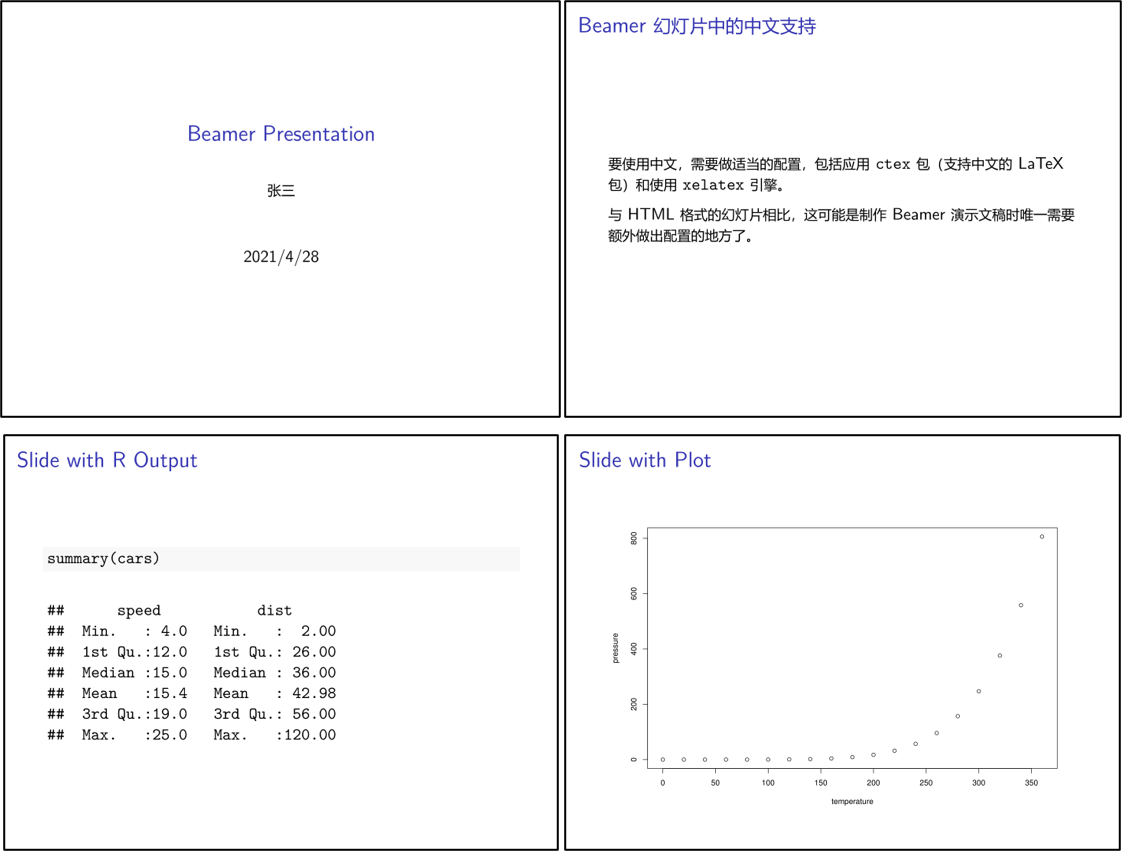 Beamer Presentation
张三
2021/4/28
Beamer 幻灯片中的中文支持
要使用中文，需要做适当的配置，包括应用 ctex 包（支持中文的 LaTeX
包）和使用 xelatex 引擎。
与 HTML 格式的幻灯片相比，这可能是制作 Beamer 演示文稿时唯一需要
额外做出配置的地方了。
Slide with R Output
summary(cars)
##      speed           dist
##  Min.   : 4.0   Min.   :  2.00
##  1st Qu.:12.0   1st Qu.: 26.00
##  Median :15.0   Median : 36.00
##  Mean   :15.4   Mean   : 42.98
##  3rd Qu.:19.0   3rd Qu.: 56.00
##  Max.   :25.0   Max.   :120.00
Slide with Plot
800
600
400
200
0
pressure
0 50 100 150 200 250 300 350
temperature